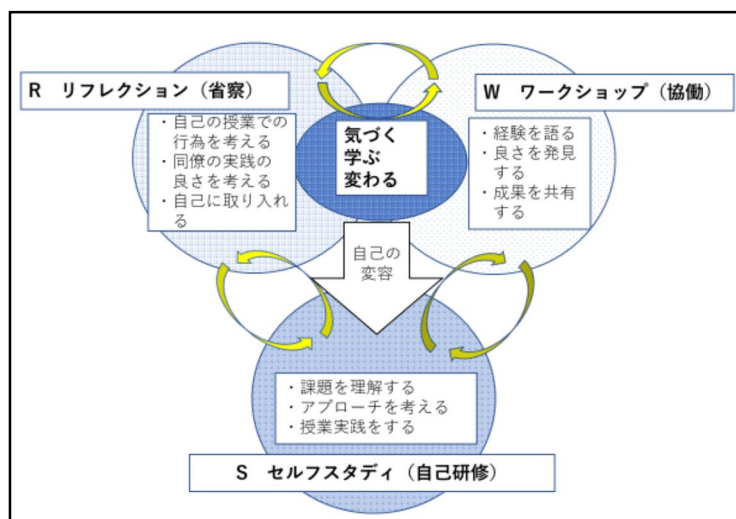 R リフレクション（省察）
・自己の授業での
行為を考える
・同僚の実践の
良さを考える
・自己に取り入れ
る
気づく
学ぶ
変わる
W ワークショップ（協働）
・経験を語る
・良さを発見
する
・成果を共有
する
自己の
変容
・課題を理解する
・アプローチを考える
・授業実践をする
S セルフスタディ（自己研修）